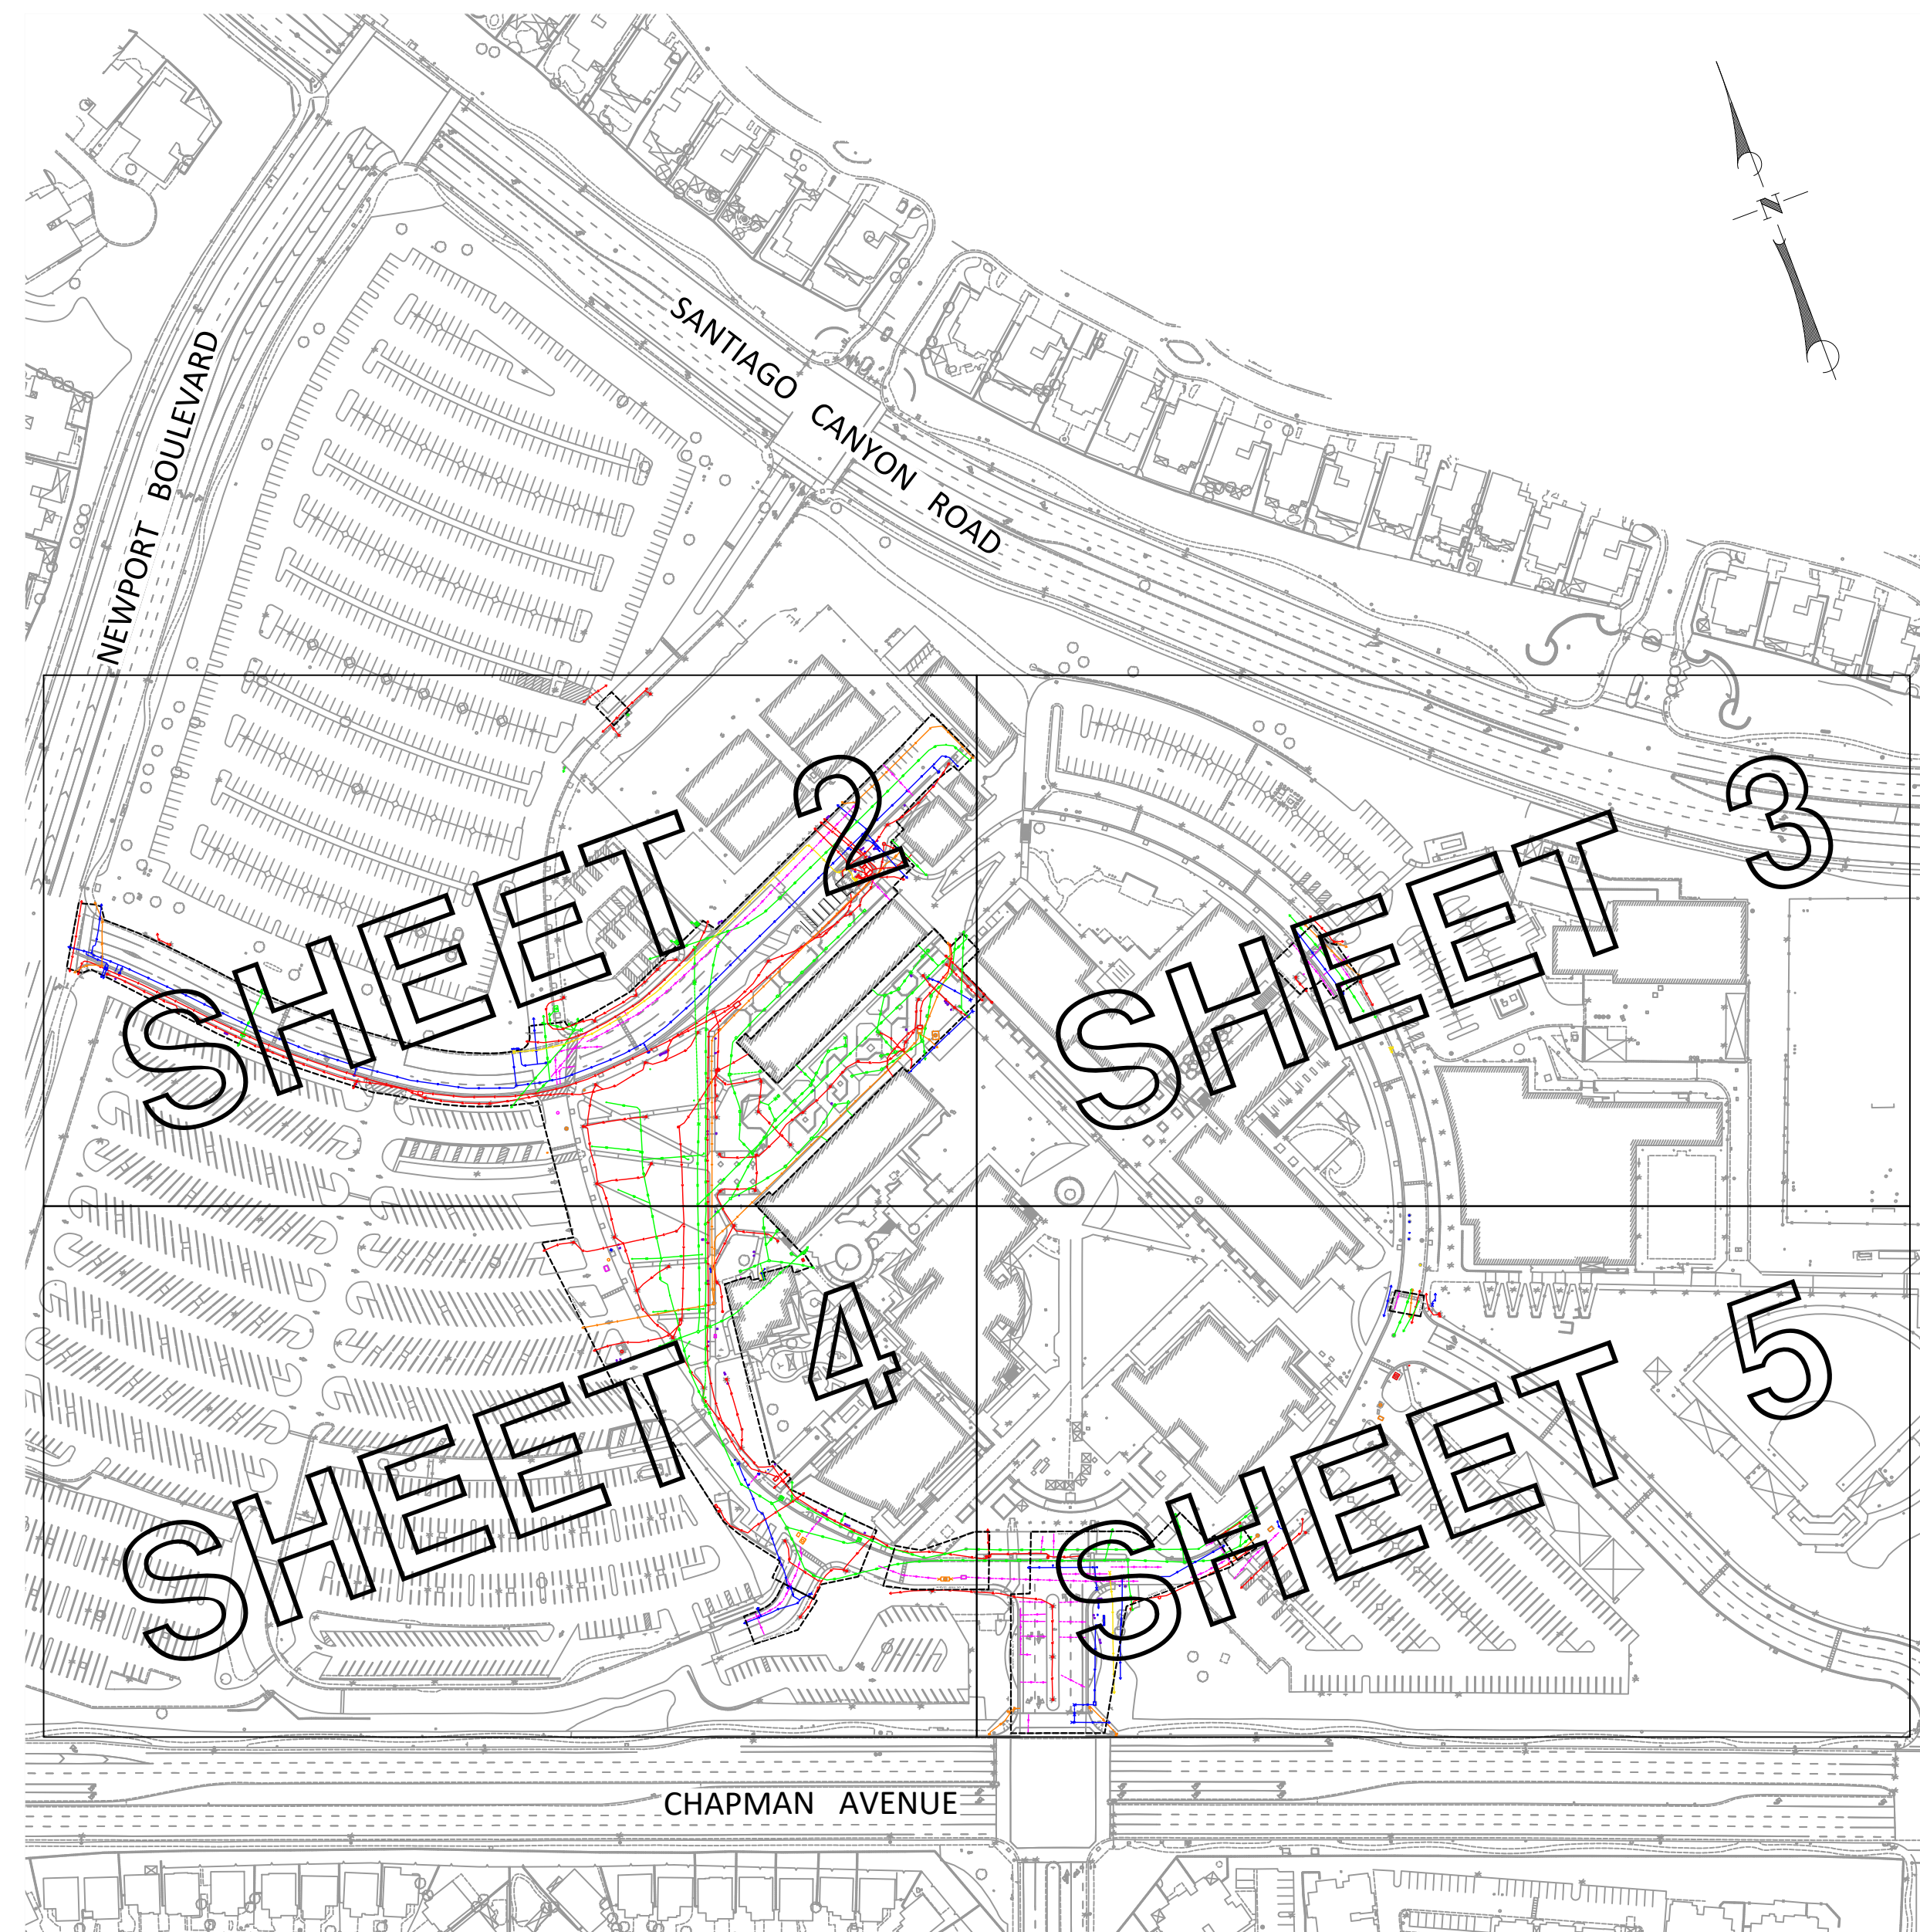 N
SANTIAGO CANYON ROAD
NEWPORT BOULEVARD
SHEET 2
SHEET 3
SHEET 4
SHEET 5
CHAPMAN AVENUE